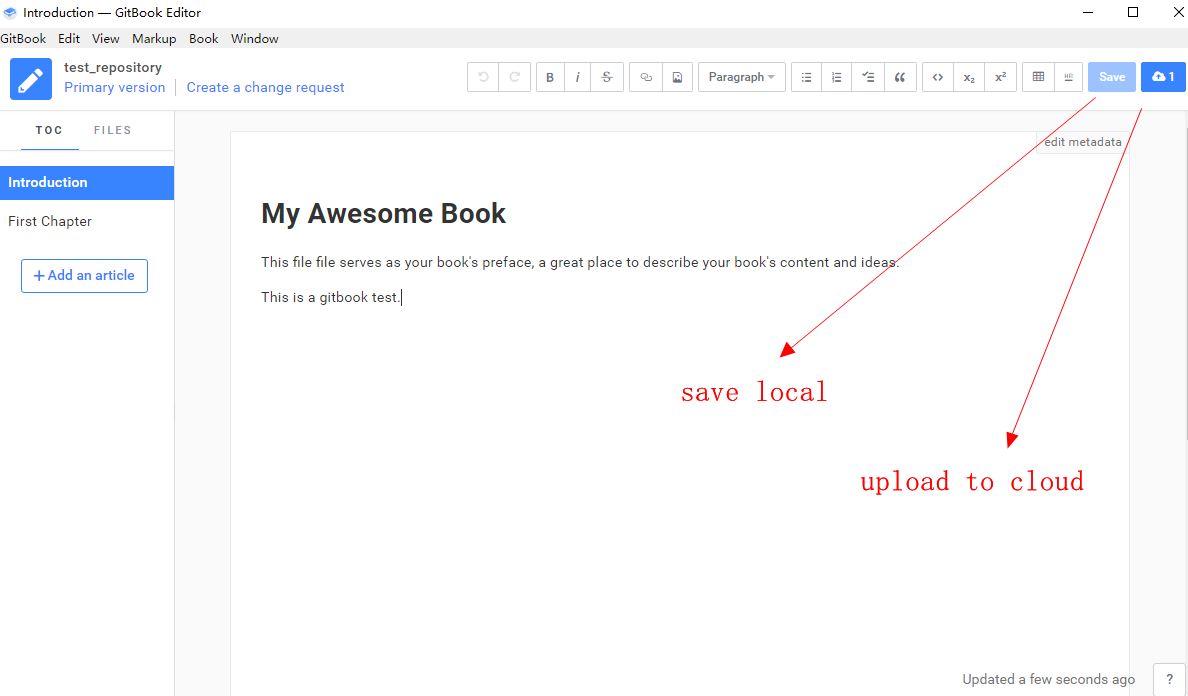 Introduction — GitBook Editor
GitBook Edit View Markup Book Window
test_repository
Primary version Create a change request
B i S Paragraph “ <> x₂ x² HR Save 1
TOC FILES
edit metadata
Introduction
First Chapter
+ Add an article
My Awesome Book
This file file serves as your book's preface, a great place to describe your book's content and ideas.
This is a gitbook test.
save local
upload to cloud
Updated a few seconds ago ?